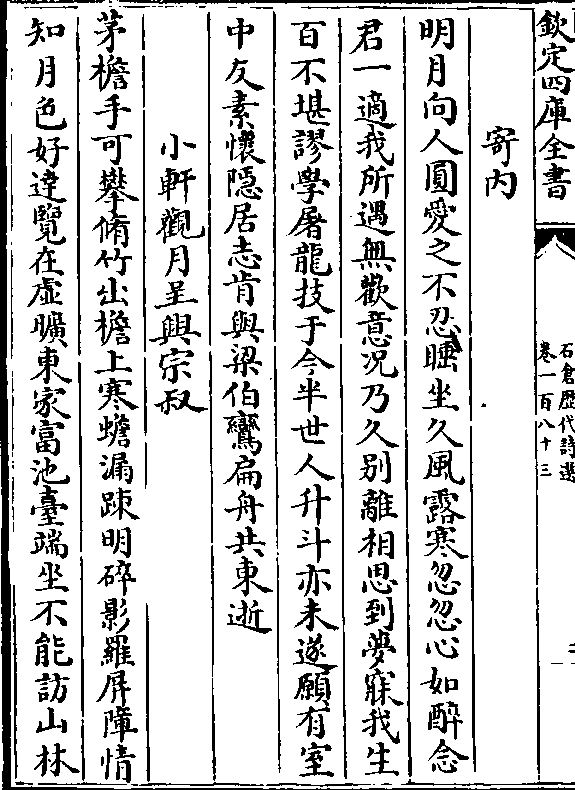 欽定四庫全書
石倉歴代詩選
卷一百八十三
寄内
明月向人圓愛之不忍睡坐久風露寒忽忽心如醉念
君一適我所遇無歡意况乃久别離相思到夢寐我生
百不堪謬學屠龍技于今半世人升斗亦未遂願有室
中友素懷隱居志肯與梁伯鸞扁舟共東逝
小軒觀月呈興宗叔
茅檐手可攀脩竹出檐上寒蟾漏踈明碎影羅屏障情
知月色好逹覽在虚曠東家富池臺端坐不能訪山林